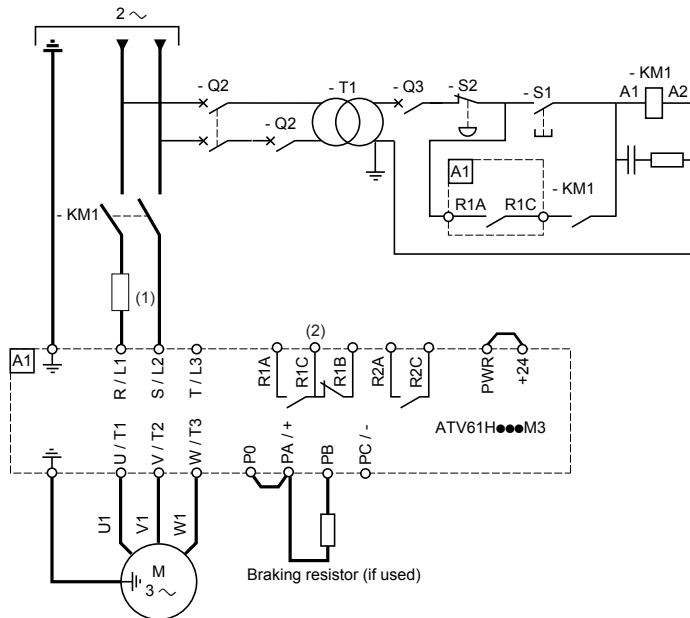 2 ∼
- Q2
- T1
- Q3
- S2
- S1
- KM1
A1
A2
- Q2
A1
R1A
R1C
- KM1
- KM1
(1)
(2)
A1
R / L1
S / L2
T / L3
R1A
R1C
R1B
R2A
R2C
PWR
+24
ATV61H●●●M3
U / T1
V / T2
W / T3
P0
PA / +
PB
PC / -
U1
V1
W1
M
3 ∼
Braking resistor (if used)